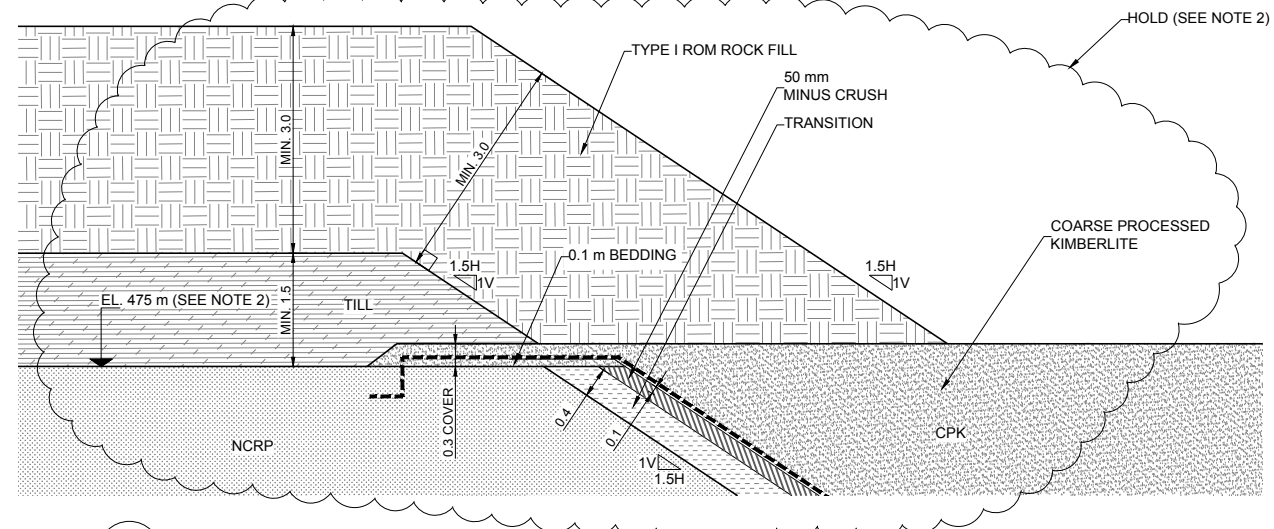 HOLD (SEE NOTE 2)
TYPE I ROM ROCK FILL
50 mm
MINUS CRUSH
TRANSITION
MIN. 3.0
MIN. 3.0
COARSE PROCESSED
KIMBERLITE
0.1 m BEDDING
1.5H
1V
1.5H
1V
EL. 475 m (SEE NOTE 2)
MIN. 1.5
TILL
0.3 COVER
0.4
0.1
NCRP
CPK
1V
1.5H